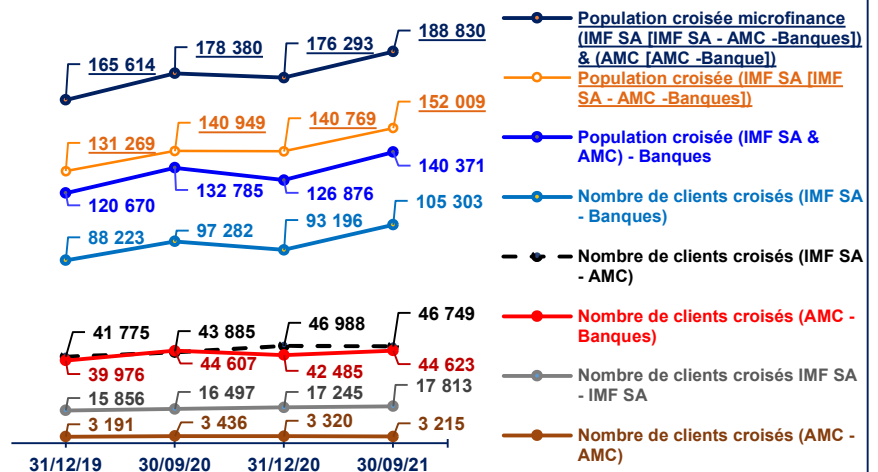 165 614
178 380
176 293
188 830
131 269
140 949
140 769
152 009
120 670
132 785
126 876
140 371
88 223
97 282
93 196
105 303
41 775
43 885
46 988
46 749
39 976
44 607
42 485
44 623
15 856
16 497
17 245
17 813
3 191
3 436
3 320
3 215
31/12/19
30/09/20
31/12/20
30/09/21
Population croisée microfinance
(IMF SA [IMF SA - AMC -Banques])
& (AMC [AMC -Banque])
Population croisée (IMF SA [IMF
SA - AMC -Banques])
Population croisée (IMF SA &
AMC) - Banques
Nombre de clients croisés (IMF SA
- Banques)
Nombre de clients croisés (IMF SA
- AMC)
Nombre de clients croisés (AMC -
Banques)
Nombre de clients croisés IMF SA
- IMF SA
Nombre de clients croisés (AMC -
AMC)